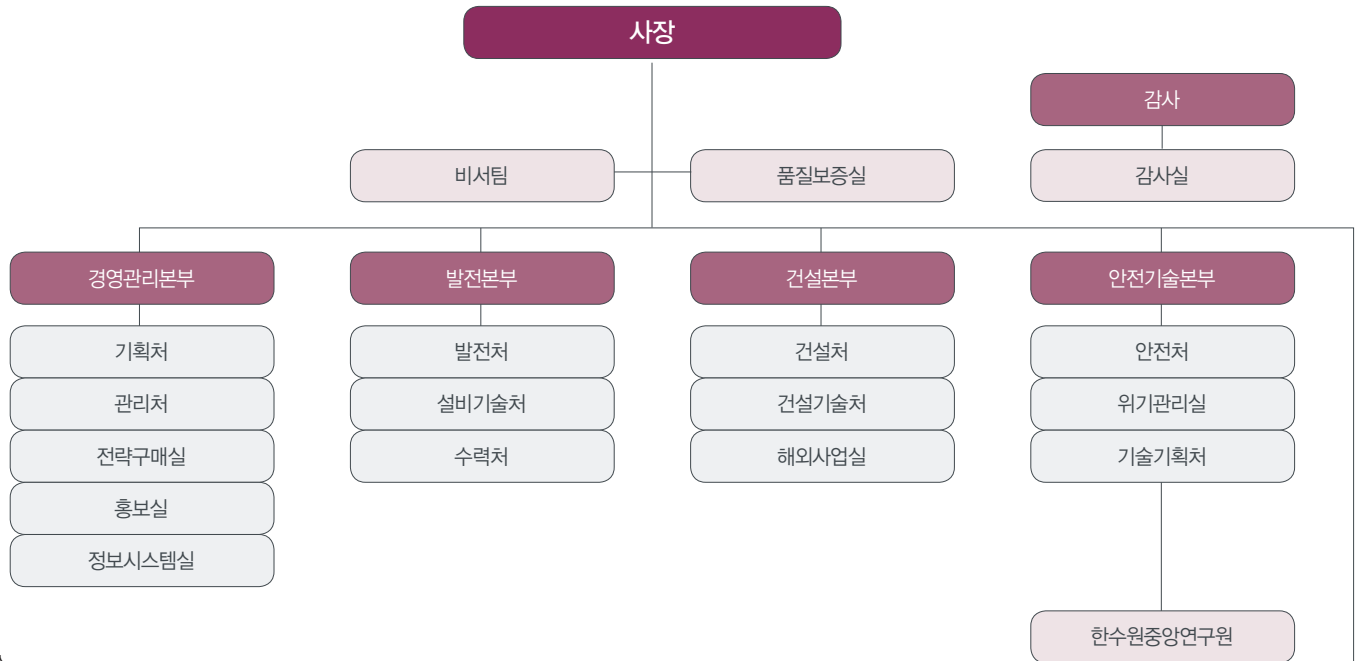 사장
감사
비서팀
품질보증실
감사실
경영관리본부
발전본부
건설본부
안전기술본부
기획처
발전처
건설처
안전처
관리처
설비기술처
건설기술처
위기관리실
전략구매실
수력처
해외사업실
기술기획처
홍보실
정보시스템실
한수원중앙연구원